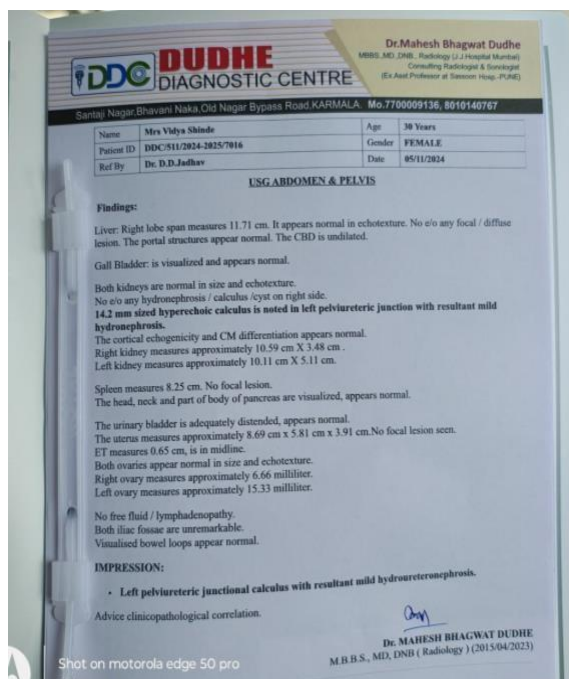 DDC DUDHE
DIAGNOSTIC CENTRE
Dr.Mahesh Bhagwat Dudhe
MBBS.,MD.,DNB., Radiology (J.J.Hospital Mumbai)
Consulting Radiologist & Sonologist
(Ex.Asst Professor at Sassoon Hosp.-PUNE)
Santaji Nagar,Bhavani Naka,Old Nagar Bypass Road,KARMALA. Mo.7700009136, 8010140767
Name Mrs Vidya Shinde Age 30 Years
Patient ID DDC/511/2024-2025/7016 Gender FEMALE
Ref By Dr. D.D.Jadhav Date 05/11/2024
USG ABDOMEN & PELVIS
Findings:
Liver: Right lobe span measures 11.71 cm. It appears normal in echotexture. No e/o any focal / diffuse
lesion. The portal structures appear normal. The CBD is undilated.
Gall Bladder: is visualized and appears normal.
Both kidneys are normal in size and echotexture.
No e/o any hydronephrosis / calculus /cyst on right side.
14.2 mm sized hyperechoic calculus is noted in left pelviureteric junction with resultant mild
hydronephrosis.
The cortical echogenicity and CM differentiation appears normal.
Right kidney measures approximately 10.59 cm X 3.48 cm .
Left kidney measures approximately 10.11 cm X 5.11 cm.
Spleen measures 8.25 cm. No focal lesion.
The head, neck and part of body of pancreas are visualized, appears normal.
The urinary bladder is adequately distended, appears normal.
The uterus measures approximately 8.69 cm x 5.81 cm x 3.91 cm.No focal lesion seen.
ET measures 0.65 cm, is in midline.
Both ovaries appear normal in size and echotexture.
Right ovary measures approximately 6.66 milliliter.
Left ovary measures approximately 15.33 milliliter.
No free fluid / lymphadenopathy.
Both iliac fossae are unremarkable.
Visualised bowel loops appear normal.
IMPRESSION:
• Left pelviureteric junctional calculus with resultant mild hydroureteronephrosis.
Advice clinicopathological correlation.
Dr. MAHESH BHAGWAT DUDHE
M.B.B.S., MD, DNB ( Radiology ) (2015/04/2023)
Shot on motorola edge 50 pro